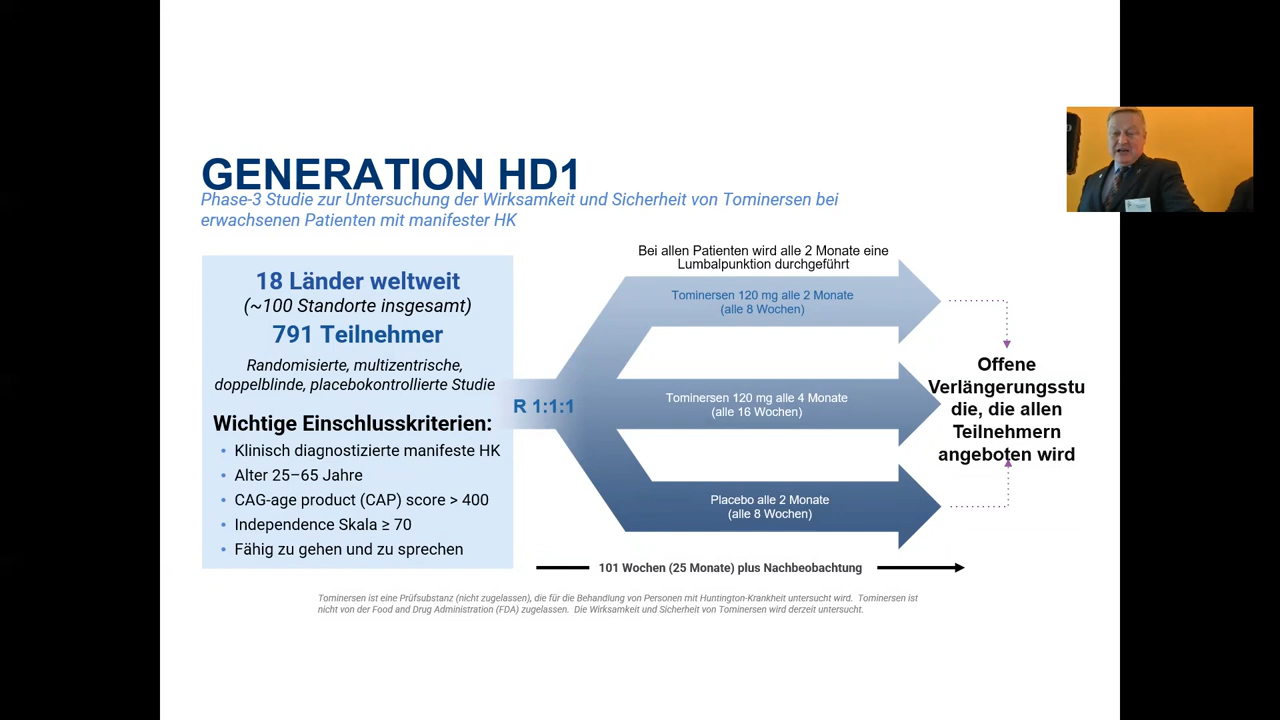 GENERATION HD1
Phase-3 Studie zur Untersuchung der Wirksamkeit und Sicherheit von Tominersen bei
erwachsenen Patienten mit manifester HK
18 Länder weltweit
(~100 Standorte insgesamt)
791 Teilnehmer
Randomisierte, multizentrische,
doppelblinde, placebokontrollierte Studie
Wichtige Einschlusskriterien:
• Klinisch diagnostizierte manifeste HK
• Alter 25–65 Jahre
• CAG-age product (CAP) score > 400
• Independence Skala ≥ 70
• Fähig zu gehen und zu sprechen
R 1:1:1
Bei allen Patienten wird alle 2 Monate eine
Lumbalpunktion durchgeführt
Tominersen 120 mg alle 2 Monate
(alle 8 Wochen)
Tominersen 120 mg alle 4 Monate
(alle 16 Wochen)
Placebo alle 2 Monate
(alle 8 Wochen)
Offene
Verlängerungsstu
die, die allen
Teilnehmern
angeboten wird
101 Wochen (25 Monate) plus Nachbeobachtung
Tominersen ist eine Prüfsubstanz (nicht zugelassen), die für die Behandlung von Personen mit Huntington-Krankheit untersucht wird. Tominersen ist
nicht von der Food and Drug Administration (FDA) zugelassen. Die Wirksamkeit und Sicherheit von Tominersen wird derzeit untersucht.